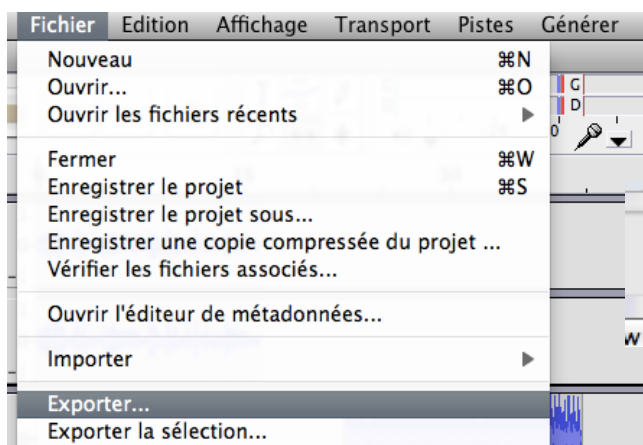 Fichier Edition Affichage Transport Pistes Générer
Nouveau ⌘N
Ouvrir... ⌘O
Ouvrir les fichiers récents
G
D
0
Fermer ⌘W
Enregistrer le projet ⌘S
Enregistrer le projet sous...
Enregistrer une copie compressée du projet ...
Vérifier les fichiers associés...
Ouvrir l'éditeur de métadonnées...
w
Importer
Exporter...
Exporter la sélection...